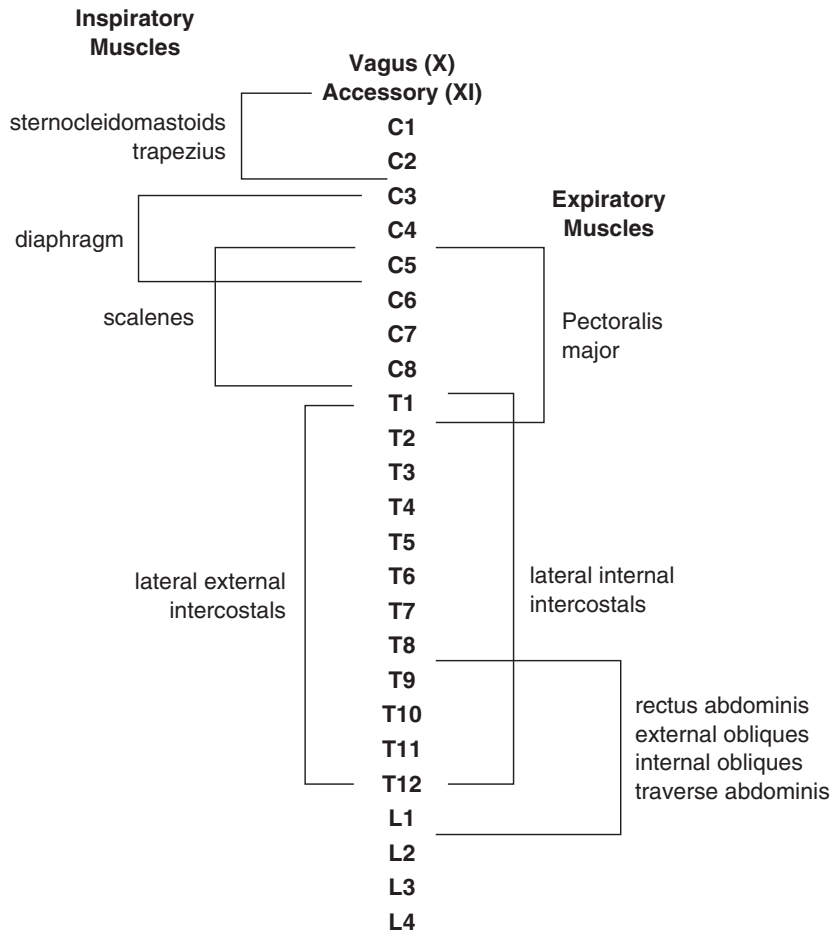 Inspiratory
Muscles
Vagus (X)
Accessory (XI)
sternocleidomastoids
trapezius
C1
C2
C3
Expiratory
Muscles
diaphragm
C4
C5
scalenes
C6
C7
Pectoralis
major
C8
T1
T2
T3
T4
T5
lateral external
intercostals
T6
lateral internal
intercostals
T7
T8
T9
T10
rectus abdominis
external obliques
internal obliques
traverse abdominis
T11
T12
L1
L2
L3
L4